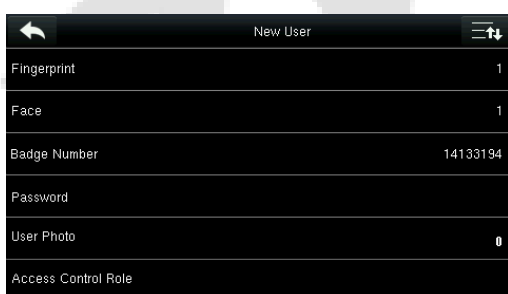 New User
Fingerprint 1
Face 1
Badge Number 14133194
Password
User Photo 0
Access Control Role